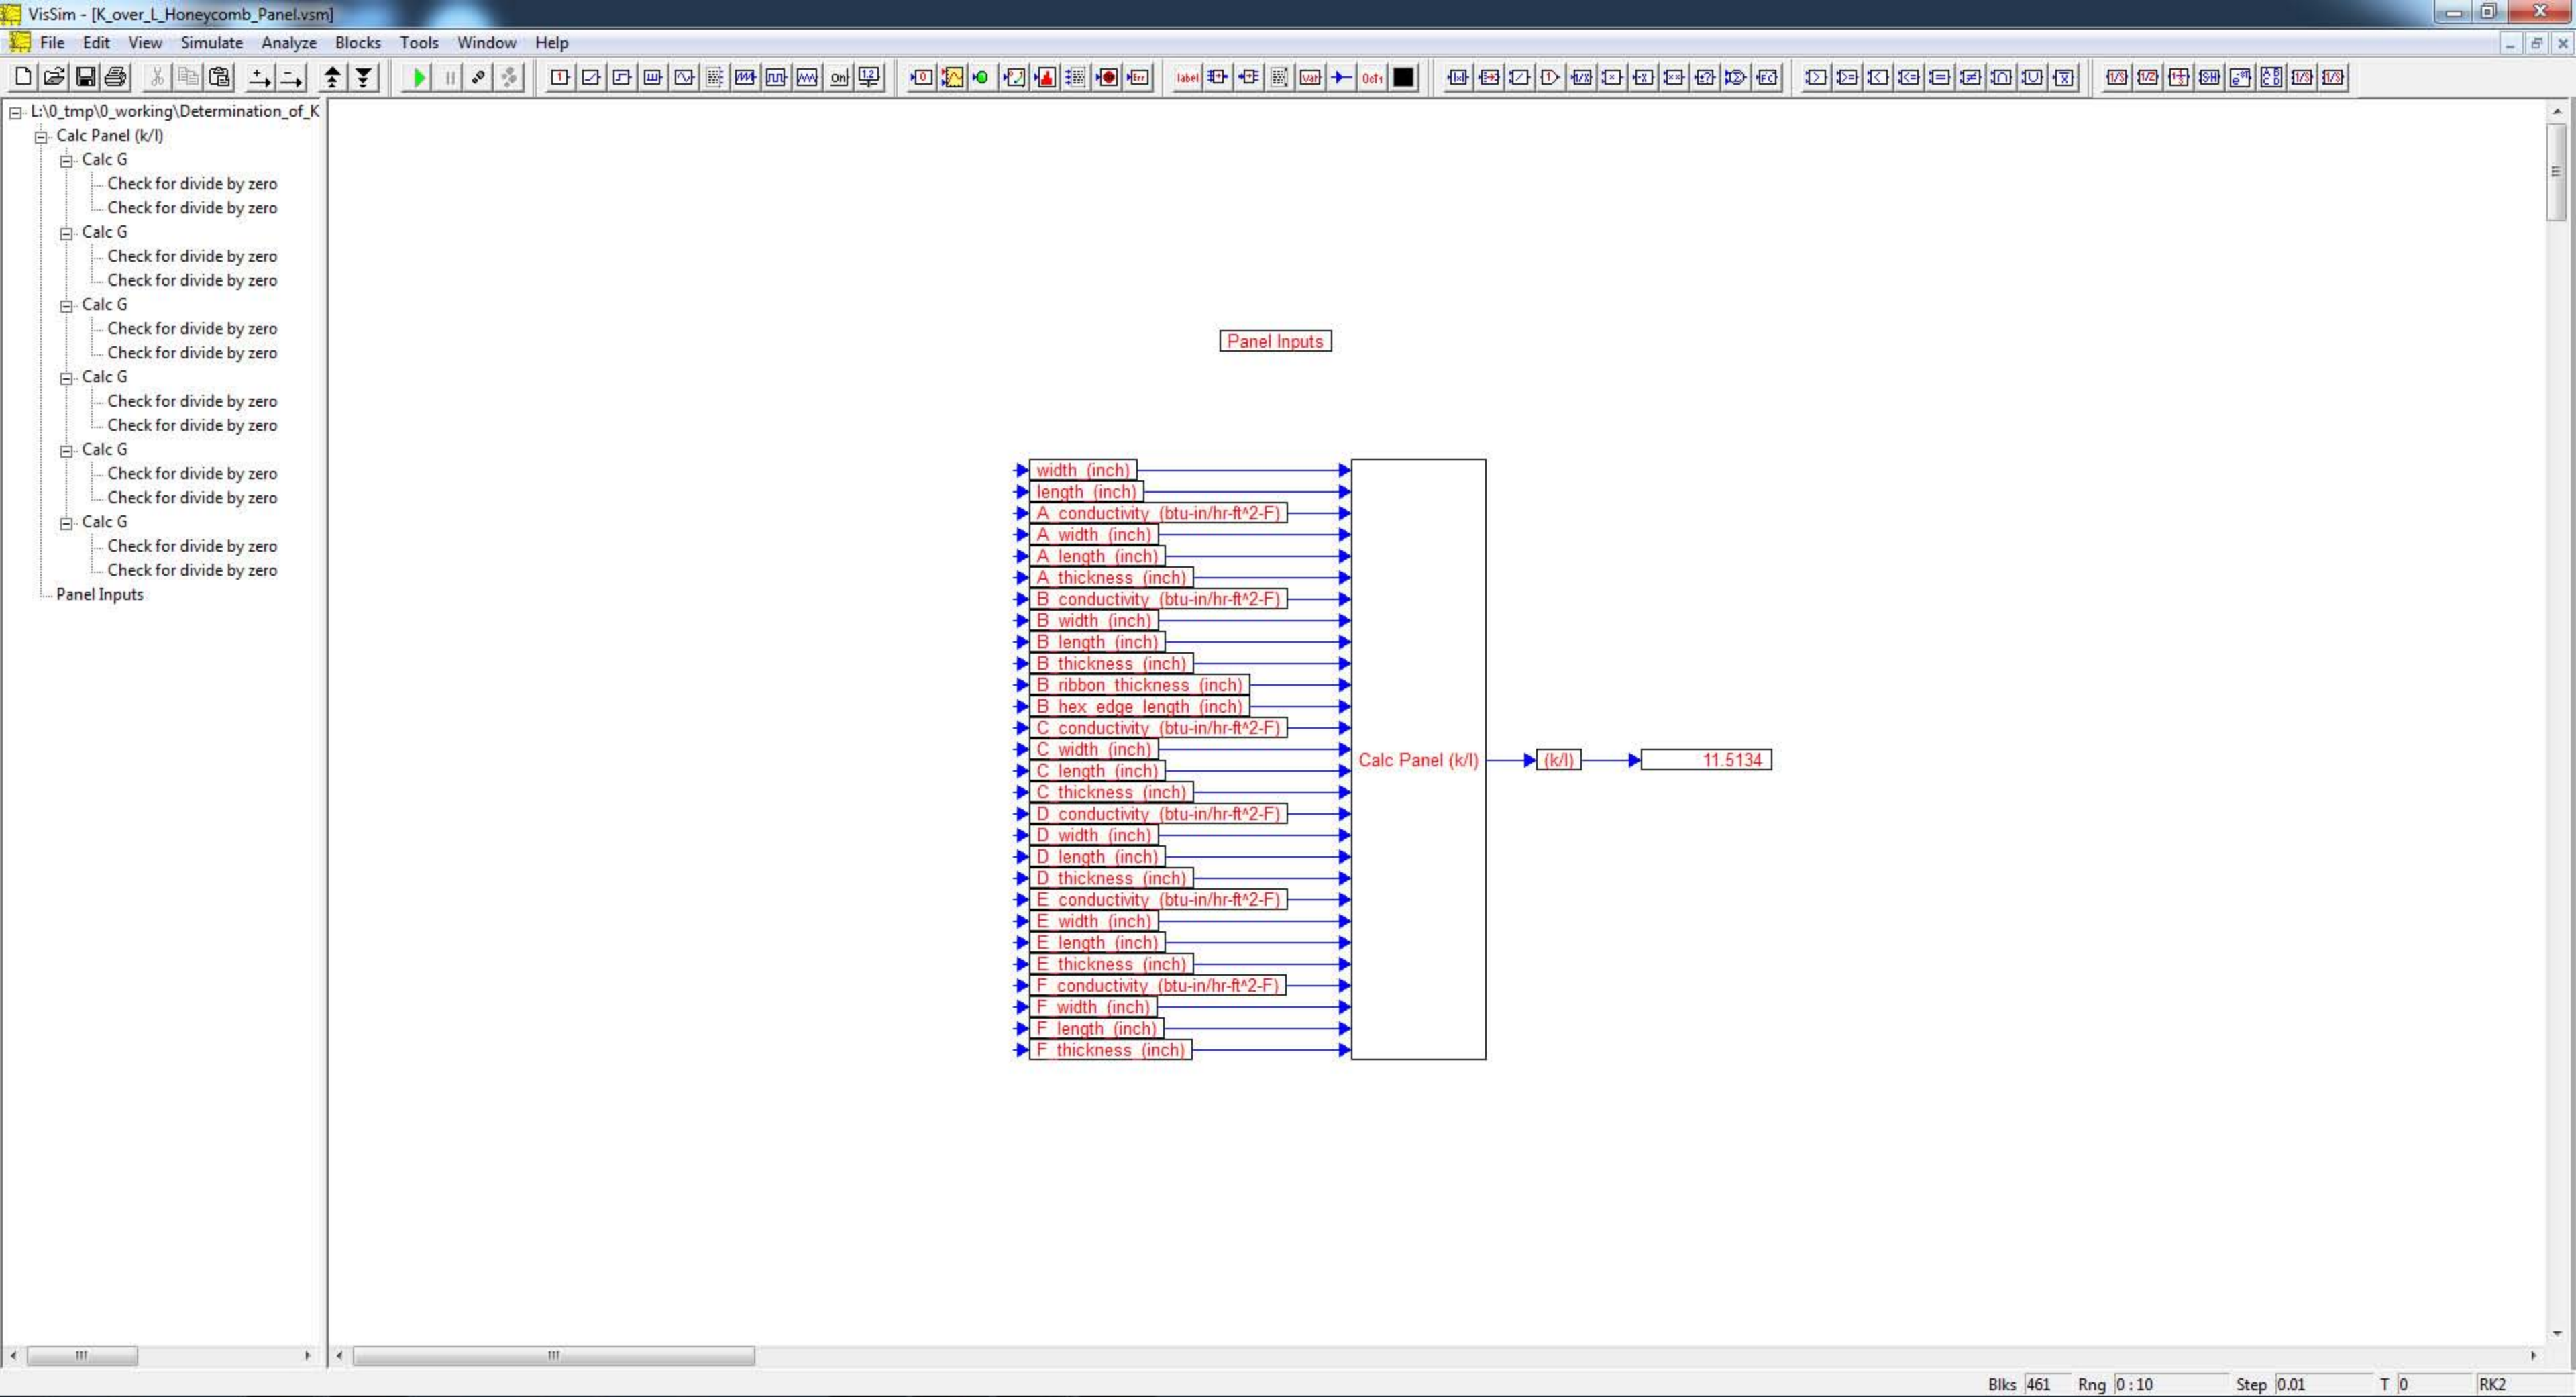 VisSim - [K_over_L_Honeycomb_Panel.vsm]
File Edit View Simulate Analyze Blocks Tools Window Help
L:\0_tmp\0_working\Determination_of_K
Calc Panel (k/l)
Calc G
Check for divide by zero
Check for divide by zero
Calc G
Check for divide by zero
Check for divide by zero
Calc G
Check for divide by zero
Check for divide by zero
Calc G
Check for divide by zero
Check for divide by zero
Calc G
Check for divide by zero
Check for divide by zero
Calc G
Check for divide by zero
Check for divide by zero
Panel Inputs
Panel Inputs
width (inch)
length (inch)
A conductivity (btu-in/hr-ft^2-F)
A width (inch)
A length (inch)
A thickness (inch)
B conductivity (btu-in/hr-ft^2-F)
B width (inch)
B length (inch)
B thickness (inch)
B ribbon thickness (inch)
B hex edge length (inch)
C conductivity (btu-in/hr-ft^2-F)
C width (inch)
C length (inch)
C thickness (inch)
D conductivity (btu-in/hr-ft^2-F)
D width (inch)
D length (inch)
D thickness (inch)
E conductivity (btu-in/hr-ft^2-F)
E width (inch)
E length (inch)
E thickness (inch)
F conductivity (btu-in/hr-ft^2-F)
F width (inch)
F length (inch)
F thickness (inch)
Calc Panel (k/l)
(k/l)
11.5134
Blks 461 Rng 0:10 Step 0.01 T 0 RK2